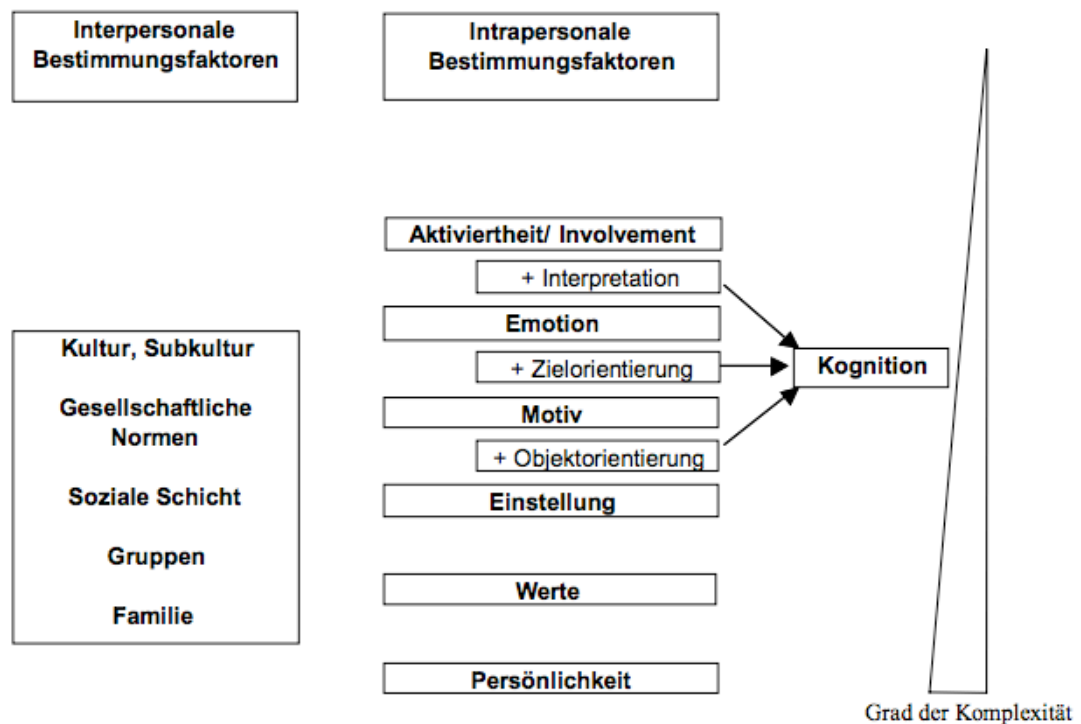 Interpersonale
Bestimmungsfaktoren
Intrapersonale
Bestimmungsfaktoren
Aktiviertheit/ Involvement
+ Interpretation
Emotion
+ Zielorientierung
Motiv
+ Objektorientierung
Einstellung
Werte
Persönlichkeit
Kultur, Subkultur
Gesellschaftliche
Normen
Soziale Schicht
Gruppen
Familie
Kognition
Grad der Komplexität